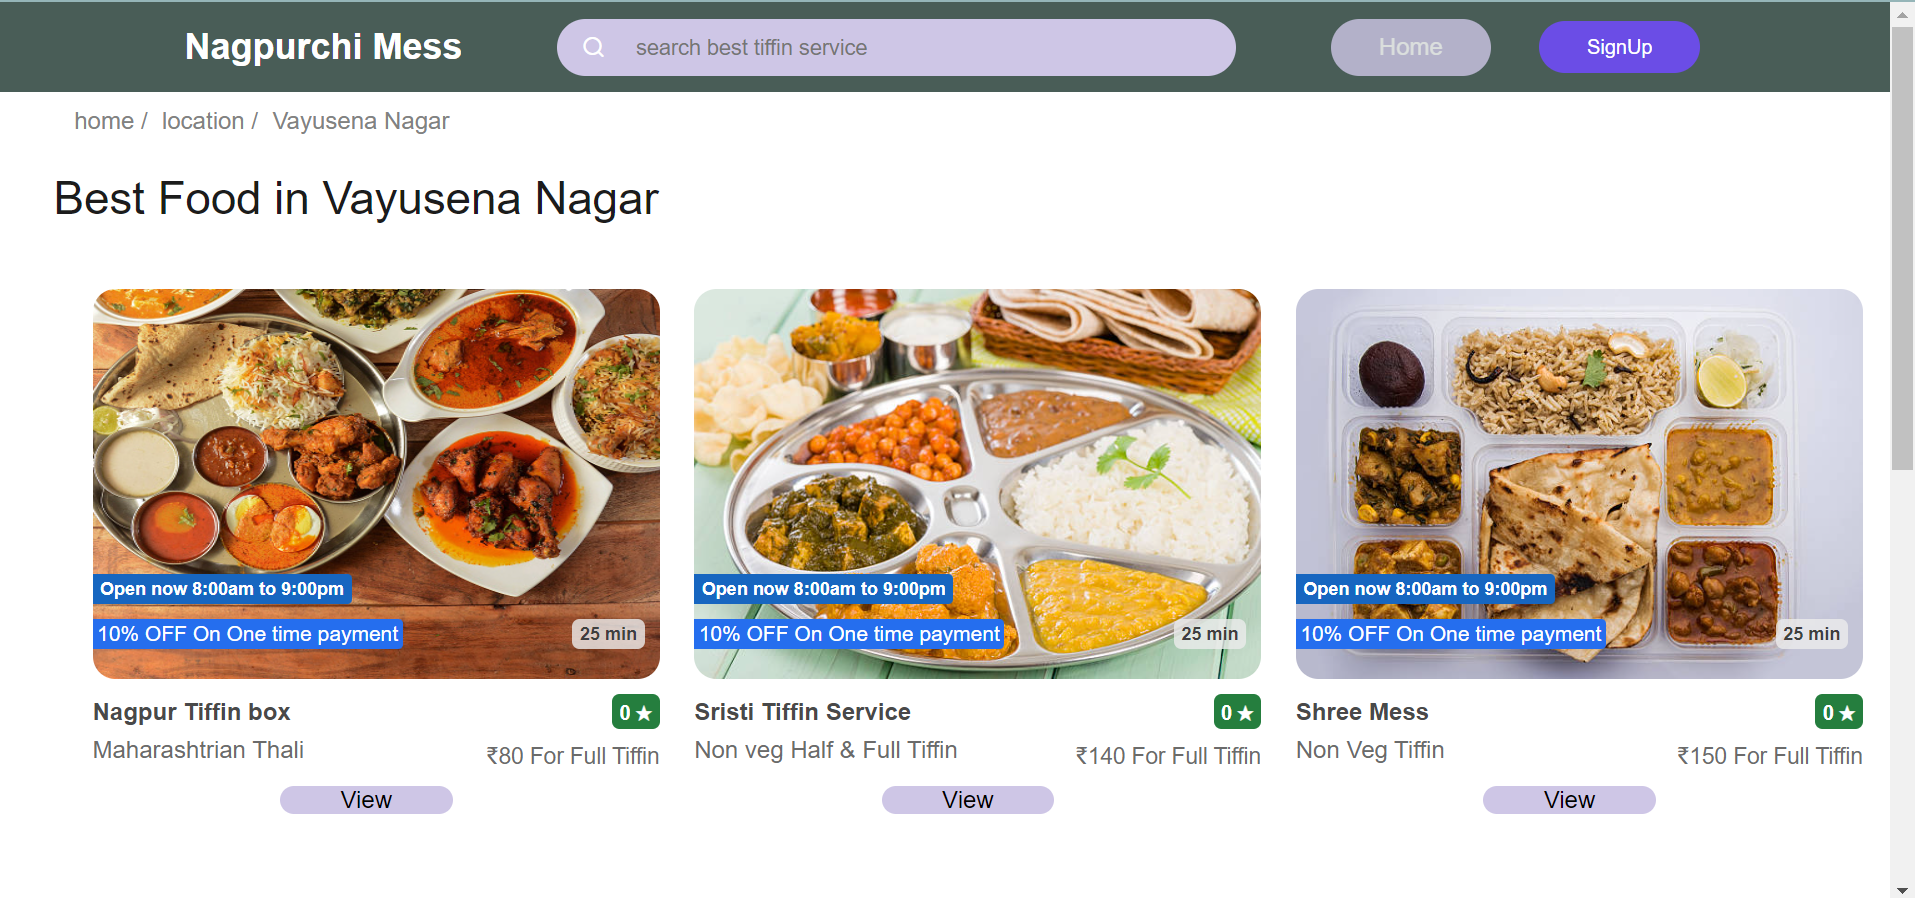 Nagpurchi Mess
search best tiffin service
Home
SignUp
home / location / Vayusena Nagar
Best Food in Vayusena Nagar
Open now 8:00am to 9:00pm
10% OFF On One time payment
25 min
Nagpur Tiffin box
0 ★
Maharashtrian Thali
₹80 For Full Tiffin
View
Open now 8:00am to 9:00pm
10% OFF On One time payment
25 min
Sristi Tiffin Service
0 ★
Non veg Half & Full Tiffin
₹140 For Full Tiffin
View
Open now 8:00am to 9:00pm
10% OFF On One time payment
25 min
Shree Mess
0 ★
Non Veg Tiffin
₹150 For Full Tiffin
View